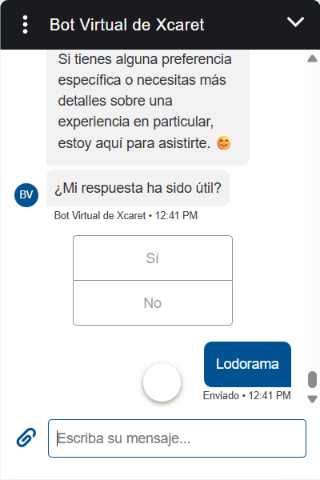 Bot Virtual de Xcaret
Si tienes alguna preferencia
específica o necesitas más
detalles sobre una
experiencia en particular,
estoy aquí para asistirte. 😊
BV
¿Mi respuesta ha sido útil?
Bot Virtual de Xcaret • 12:41 PM
Sí
No
Lodorama
Enviado • 12:41 PM
Escriba su mensaje...